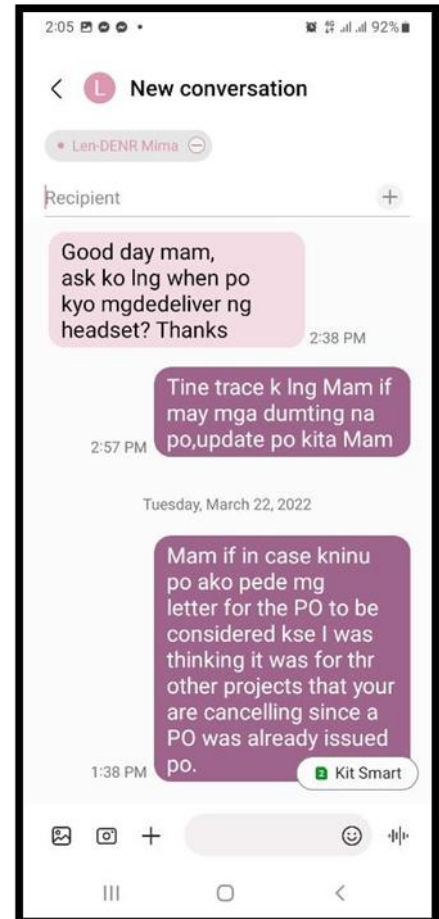 2:05
92%
L New conversation
Len-DENR Mima
Recipient
Good day mam,
ask ko lng when po
kyo mgdedeliver ng
headset? Thanks
2:38 PM
Tine trace k lng Mam if
may mga dumting na
po,update po kita Mam
2:57 PM
Tuesday, March 22, 2022
Mam if in case kninu
po ako pede mg
letter for the PO to be
considered kse I was
thinking it was for thr
other projects that your
are cancelling since a
PO was already issued
po.
1:38 PM
2 Kit Smart